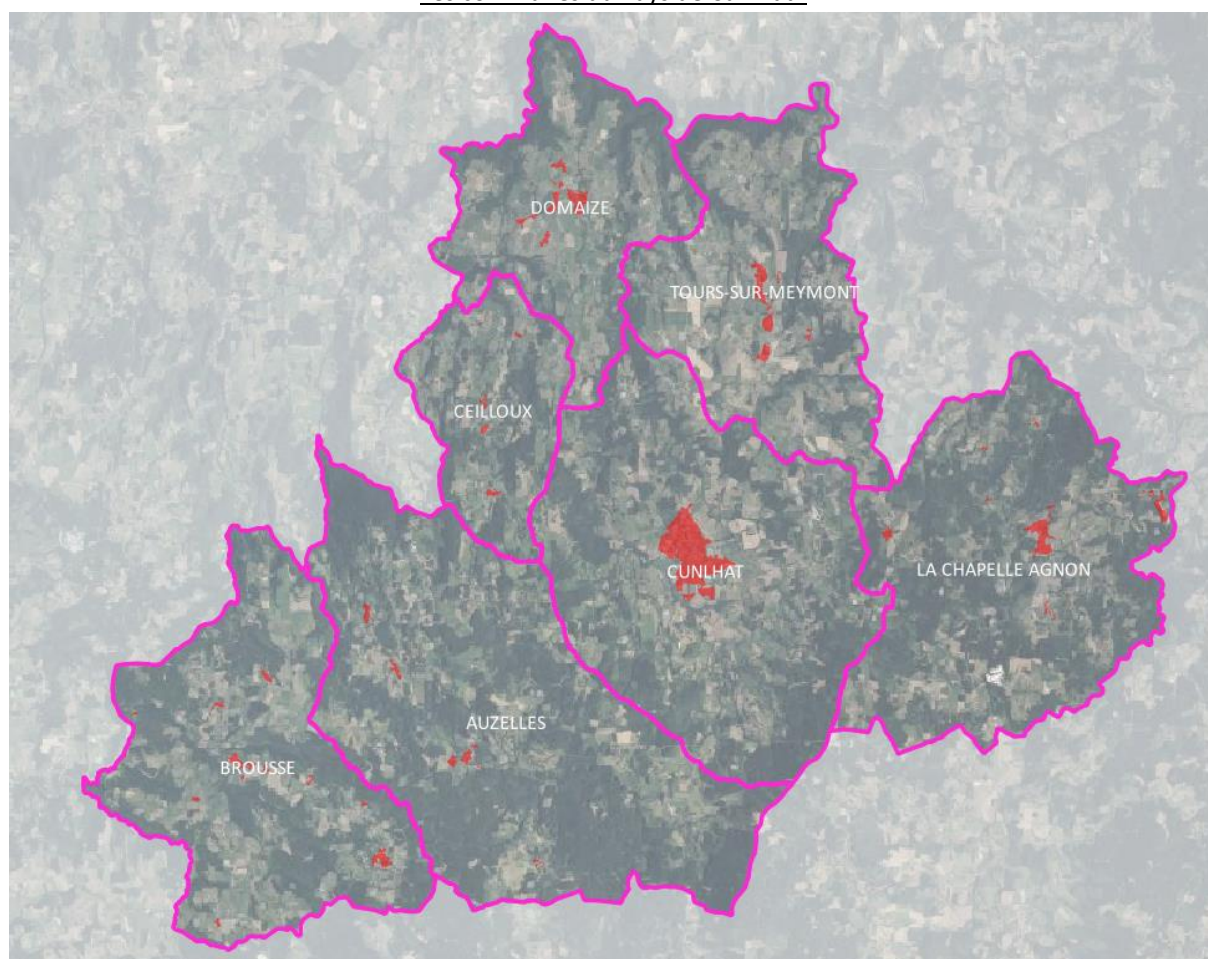 DOMAIZE
TOURS-SUR-MEYMONT
CEILLOUX
CUNLHAT
LA CHAPELLE AGNON
AUZELLES
BROUSSE